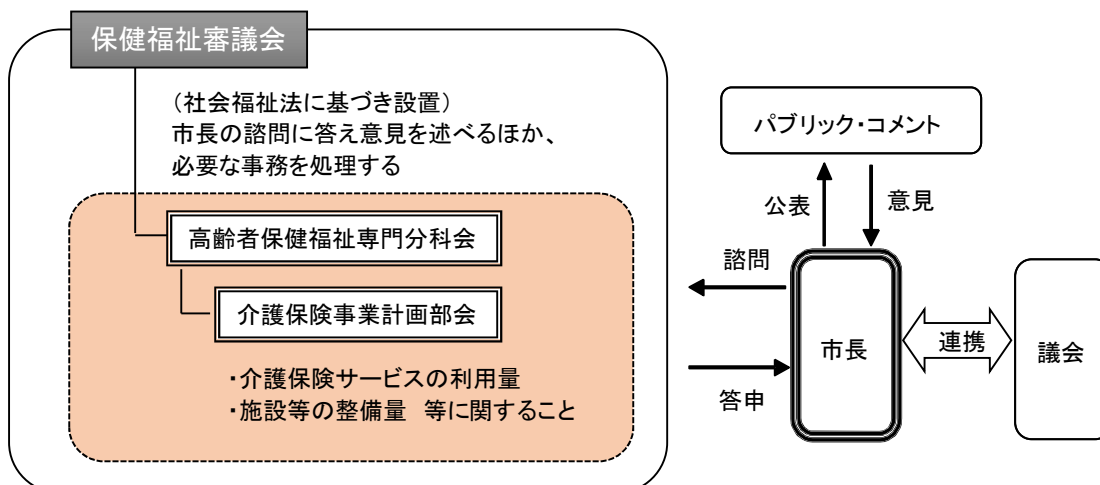 保健福祉審議会
（社会福祉法に基づき設置）
市長の諮問に答え意見を述べるほか、
必要な事務を処理する
高齢者保健福祉専門分科会
介護保険事業計画部会
・介護保険サービスの利用量
・施設等の整備量　等に関すること
パブリック・コメント
公表
意見
諮問
答申
市長
連携
議会